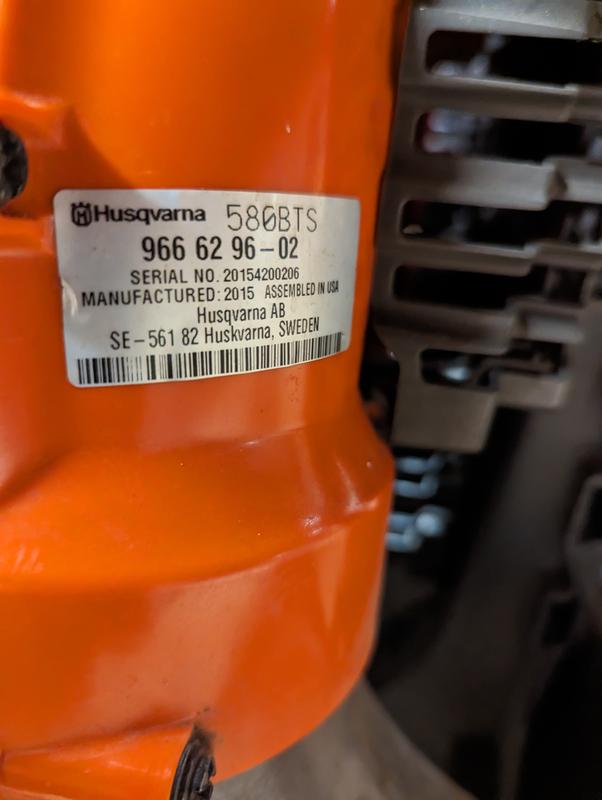 Husqvarna 580BTS
966 62 96-02
SERIAL NO. 20154200206
MANUFACTURED: 2015 ASSEMBLED IN USA
Husqvarna AB
SE-561 82 Huskvarna, SWEDEN